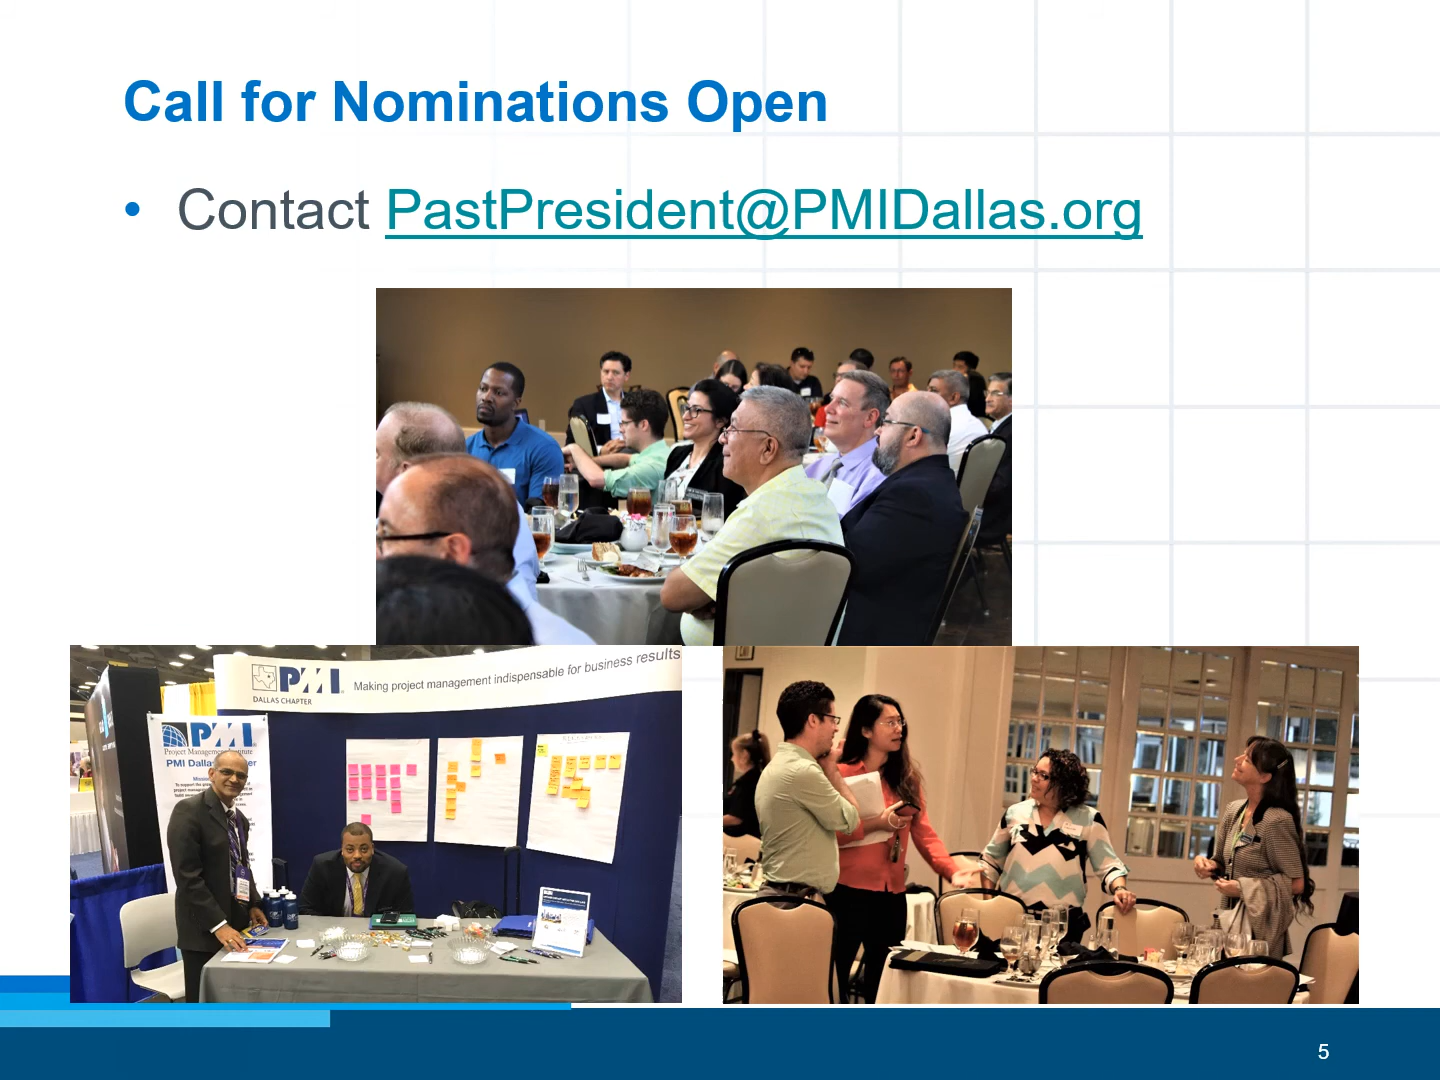 Call for Nominations Open
• Contact PastPresident@PMIDallas.org
PMI
DALLAS CHAPTER
Making project management indispensable for business results
PMI
Project Management Institute
PMI Dallas
5